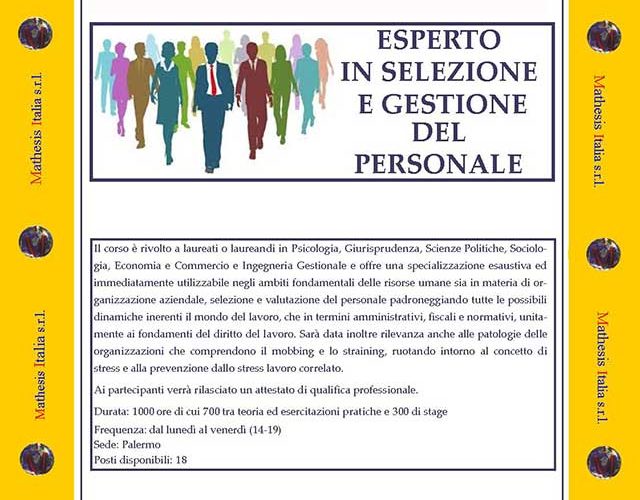 ESPERTO
IN SELEZIONE
E GESTIONE
DEL
PERSONALE
Il corso è rivolto a laureati o laureandi in Psicologia, Giurisprudenza, Scienze Politiche, Sociolo-
gia, Economia e Commercio e Ingegneria Gestionale e offre una specializzazione esaustiva ed
immediatamente utilizzabile negli ambiti fondamentali delle risorse umane sia in materia di or-
ganizzazione aziendale, selezione e valutazione del personale padroneggiando tutte le possibili
dinamiche inerenti il mondo del lavoro, che in termini amministrativi, fiscali e normativi, unita-
mente ai fondamenti del diritto del lavoro. Sarà data inoltre rilevanza anche alle patologie delle
organizzazioni che comprendono il mobbing e lo straining, ruotando intorno al concetto di
stress e alla prevenzione dallo stress lavoro correlato.
Ai partecipanti verrà rilasciato un attestato di qualifica professionale.
Durata: 1000 ore di cui 700 tra teoria ed esercitazioni pratiche e 300 di stage
Frequenza: dal lunedì al venerdì (14-19)
Sede: Palermo
Posti disponibili: 18
Mathesis Italia s.r.l.
Mathesis Italia s.r.l.
Mathesis Italia s.r.l.
Mathesis Italia s.r.l.